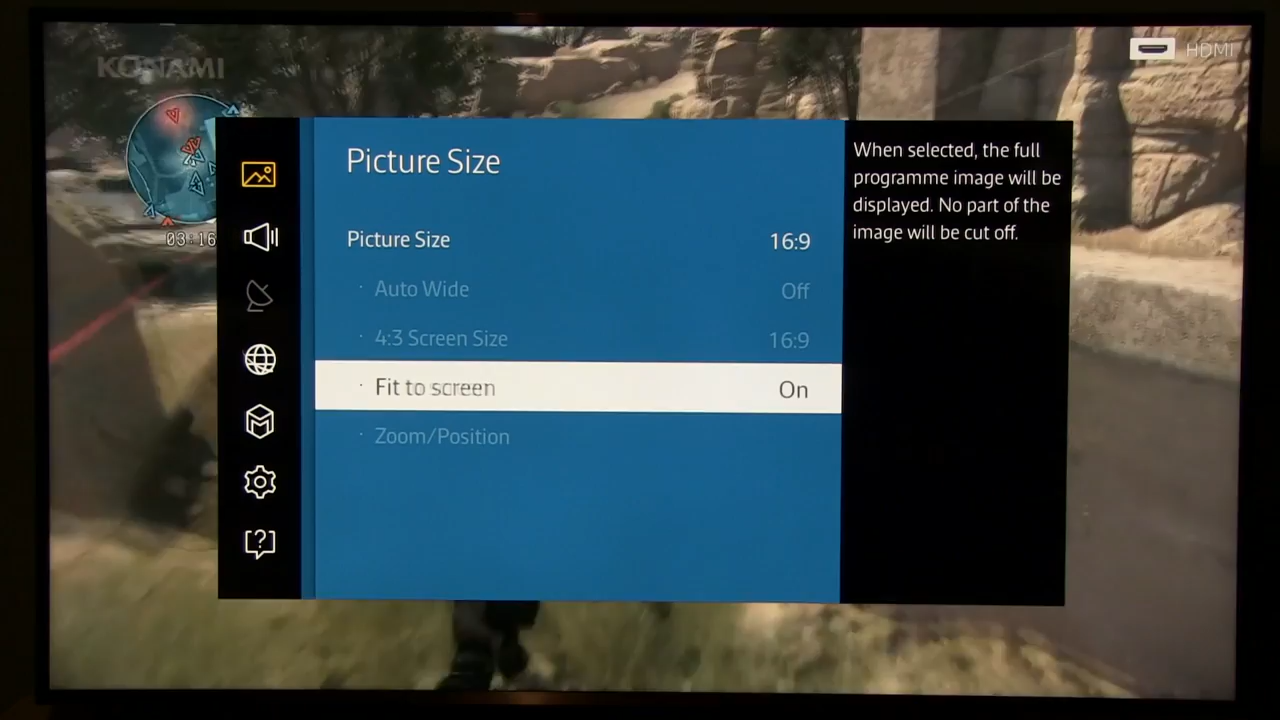 KONAMI
HDMI
03:16
Picture Size
Picture Size 16:9
· Auto Wide Off
· 4:3 Screen Size 16:9
· Fit to screen On
· Zoom/Position
When selected, the full
programme image will be
displayed. No part of the
image will be cut off.